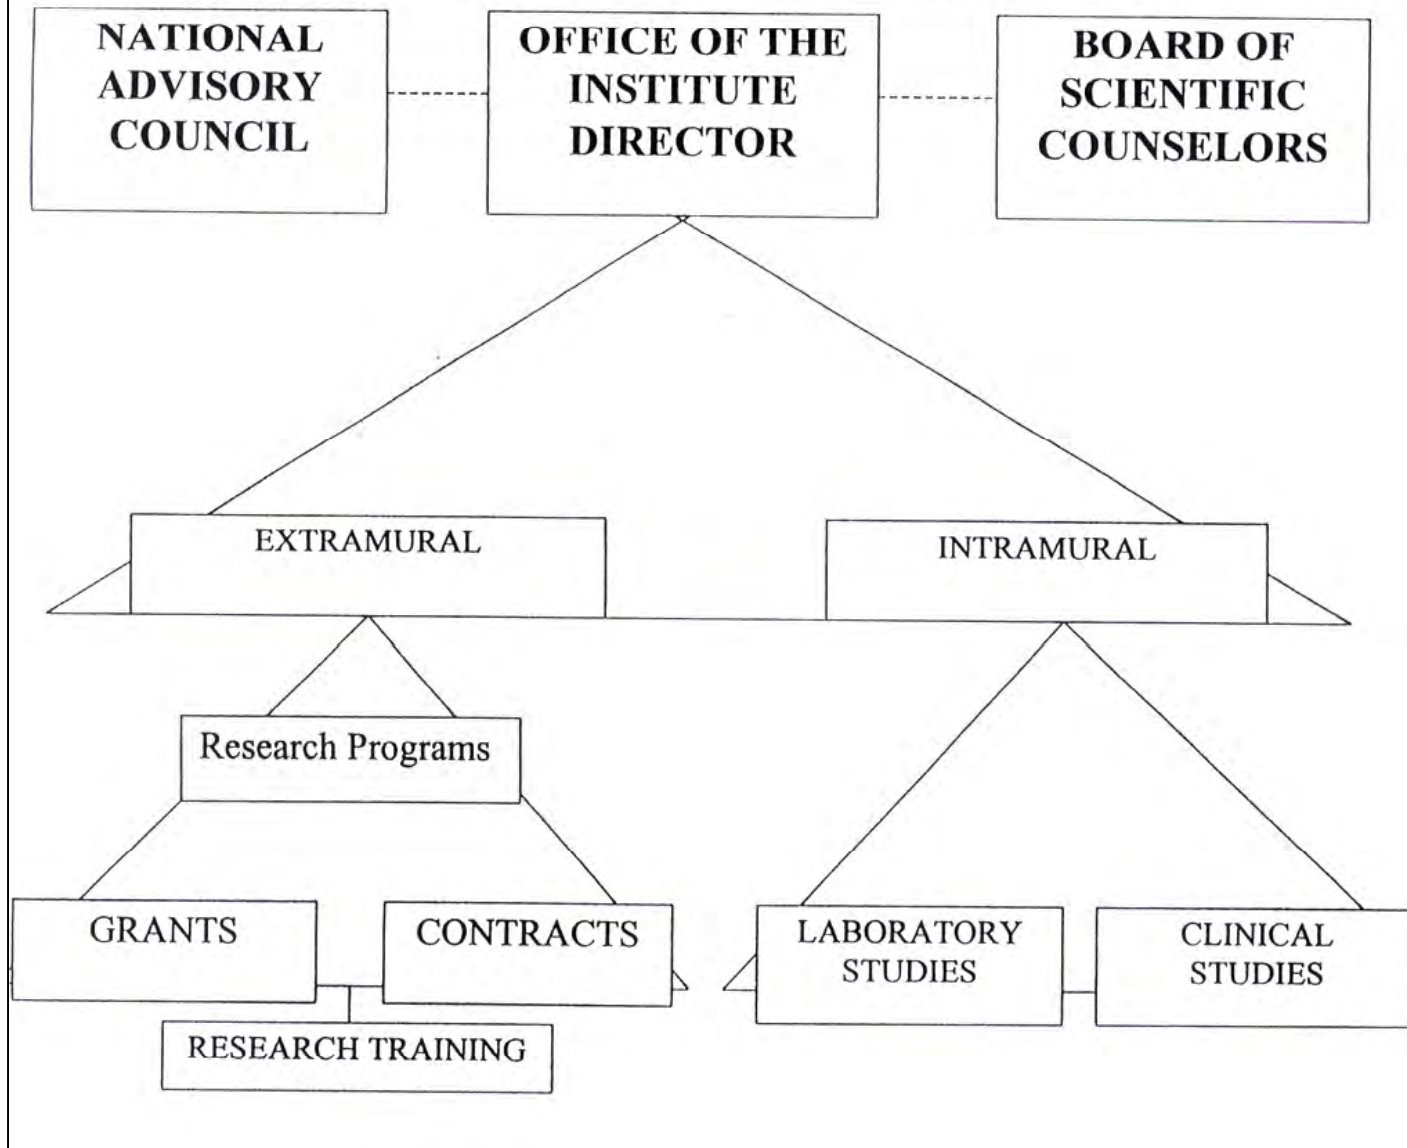 NATIONAL
ADVISORY
COUNCIL
OFFICE OF THE
INSTITUTE
DIRECTOR
BOARD OF
SCIENTIFIC
COUNSELORS
EXTRAMURAL
INTRAMURAL
Research Programs
GRANTS
CONTRACTS
LABORATORY
STUDIES
CLINICAL
STUDIES
RESEARCH TRAINING